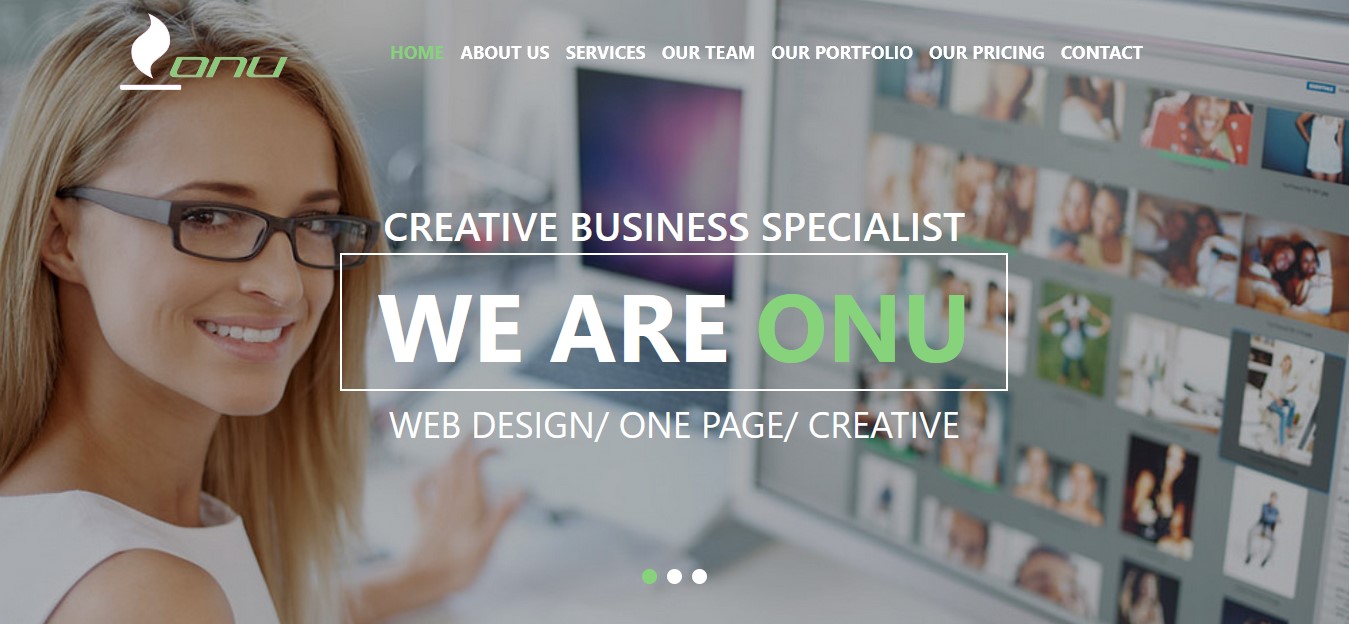 onu
HOME ABOUT US SERVICES OUR TEAM OUR PORTFOLIO OUR PRICING CONTACT
CREATIVE BUSINESS SPECIALIST
WE ARE ONU
WEB DESIGN/ ONE PAGE/ CREATIVE